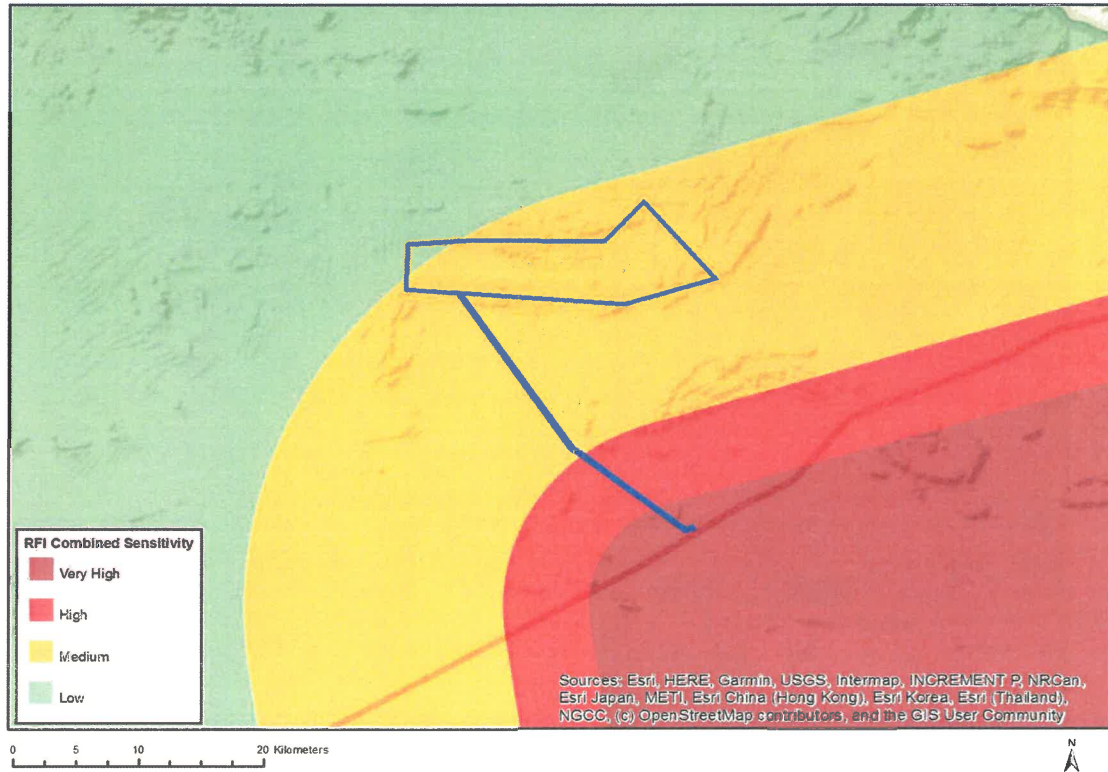 RFI Combined Sensitivity
Very High
High
Medium
Low
Sources: Esri, HERE, Garmin, USGS, Intermap, INCREMENT P, NRCan,
Esri Japan, METI, Esri China (Hong Kong), Esri Korea, Esri (Thailand),
NGCC, (c) OpenStreetMap contributors, and the GIS User Community
0 5 10 20 Kilometers
N